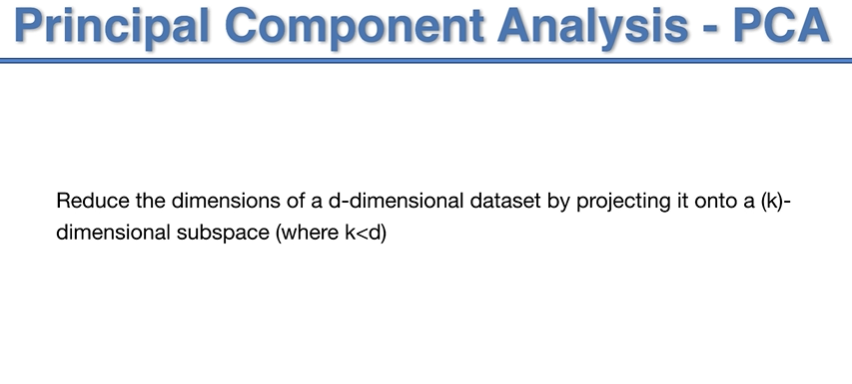 Principal Component Analysis - PCA
Reduce the dimensions of a d-dimensional dataset by projecting it onto a (k)-
dimensional subspace (where k<d)